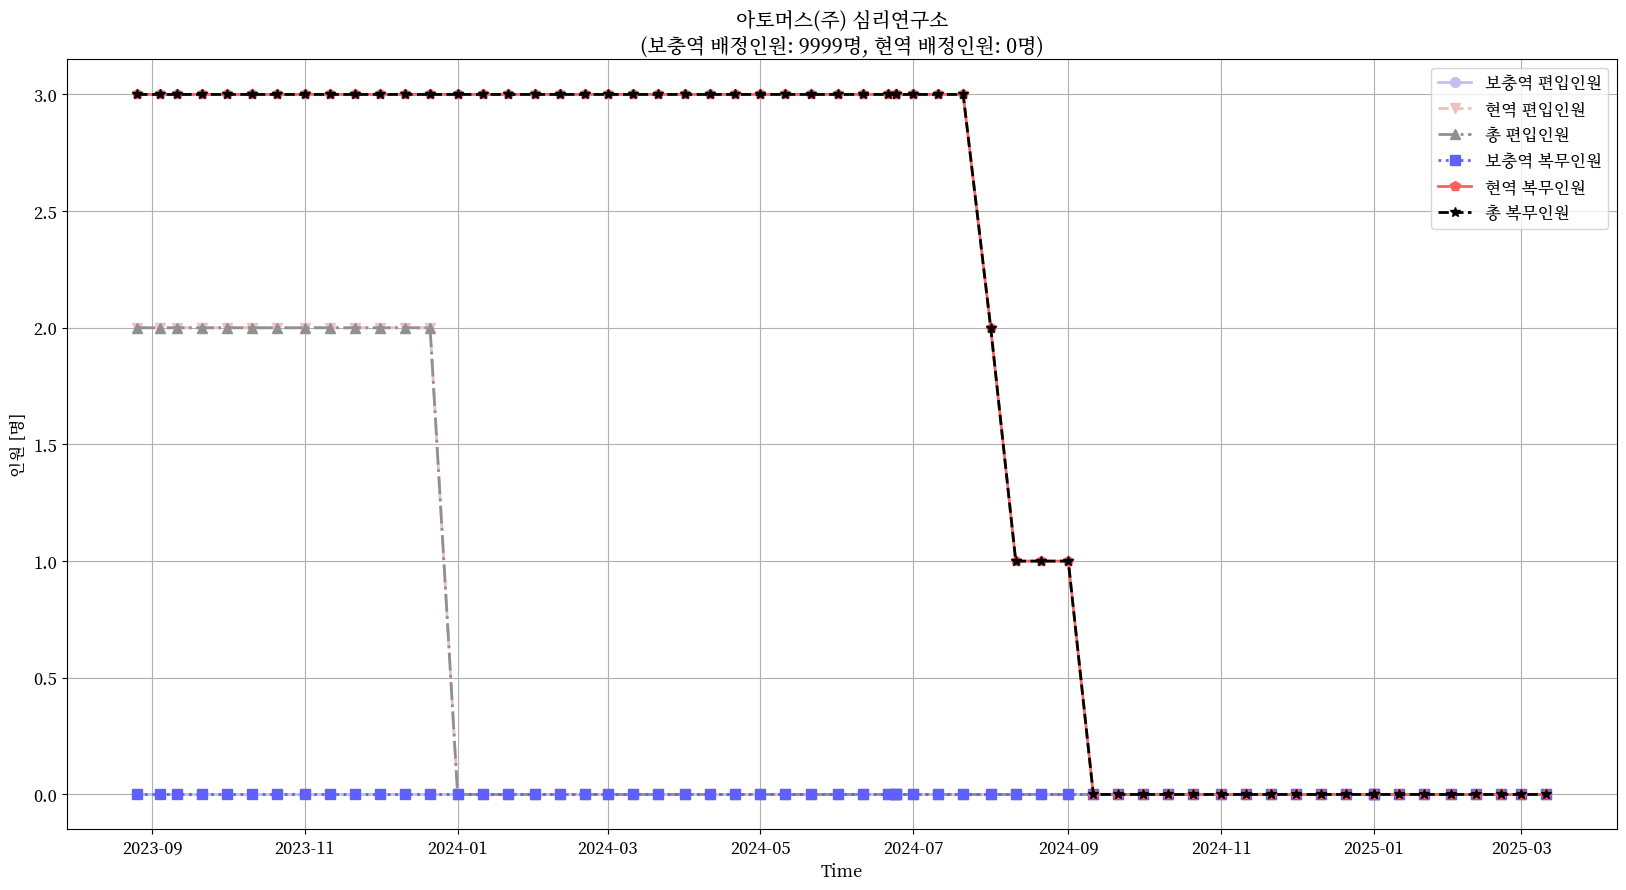 아토머스(주) 심리연구소
(보충역 배정인원: 9999명, 현역 배정인원: 0명)
보충역 편입인원
현역 편입인원
총 편입인원
보충역 복무인원
현역 복무인원
총 복무인원
인원 [명]
3.0
2.5
2.0
1.5
1.0
0.5
0.0
2023-09
2023-11
2024-01
2024-03
2024-05
2024-07
2024-09
2024-11
2025-01
2025-03
Time